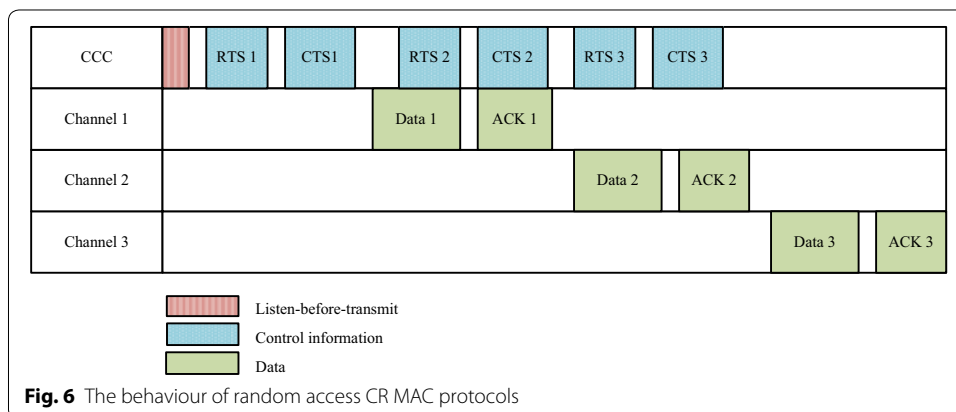 CCC RTS 1 CTS1 RTS 2 CTS 2 RTS 3 CTS 3
Channel 1 Data 1 ACK 1
Channel 2 Data 2 ACK 2
Channel 3 Data 3 ACK 3
Listen-before-transmit
Control information
Data
Fig. 6 The behaviour of random access CR MAC protocols